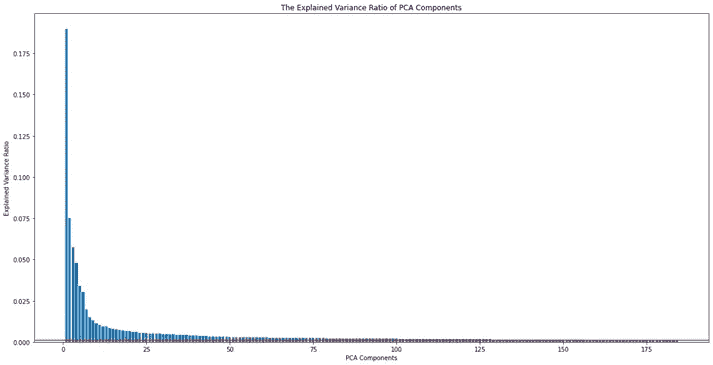 The Explained Variance Ratio of PCA Components
Explained Variance Ratio
0.175
0.150
0.125
0.100
0.075
0.050
0.025
0.000
0 25 50 75 100 125 150 175
PCA Components